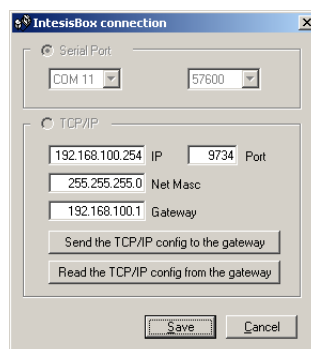 IntesisBox connection
Serial Port
COM 11 57600
TCP/IP
192.168.100.254 IP 9734 Port
255.255.255.0 Net Masc
192.168.100.1 Gateway
Send the TCP/IP config to the gateway
Read the TCP/IP config from the gateway
Save Cancel